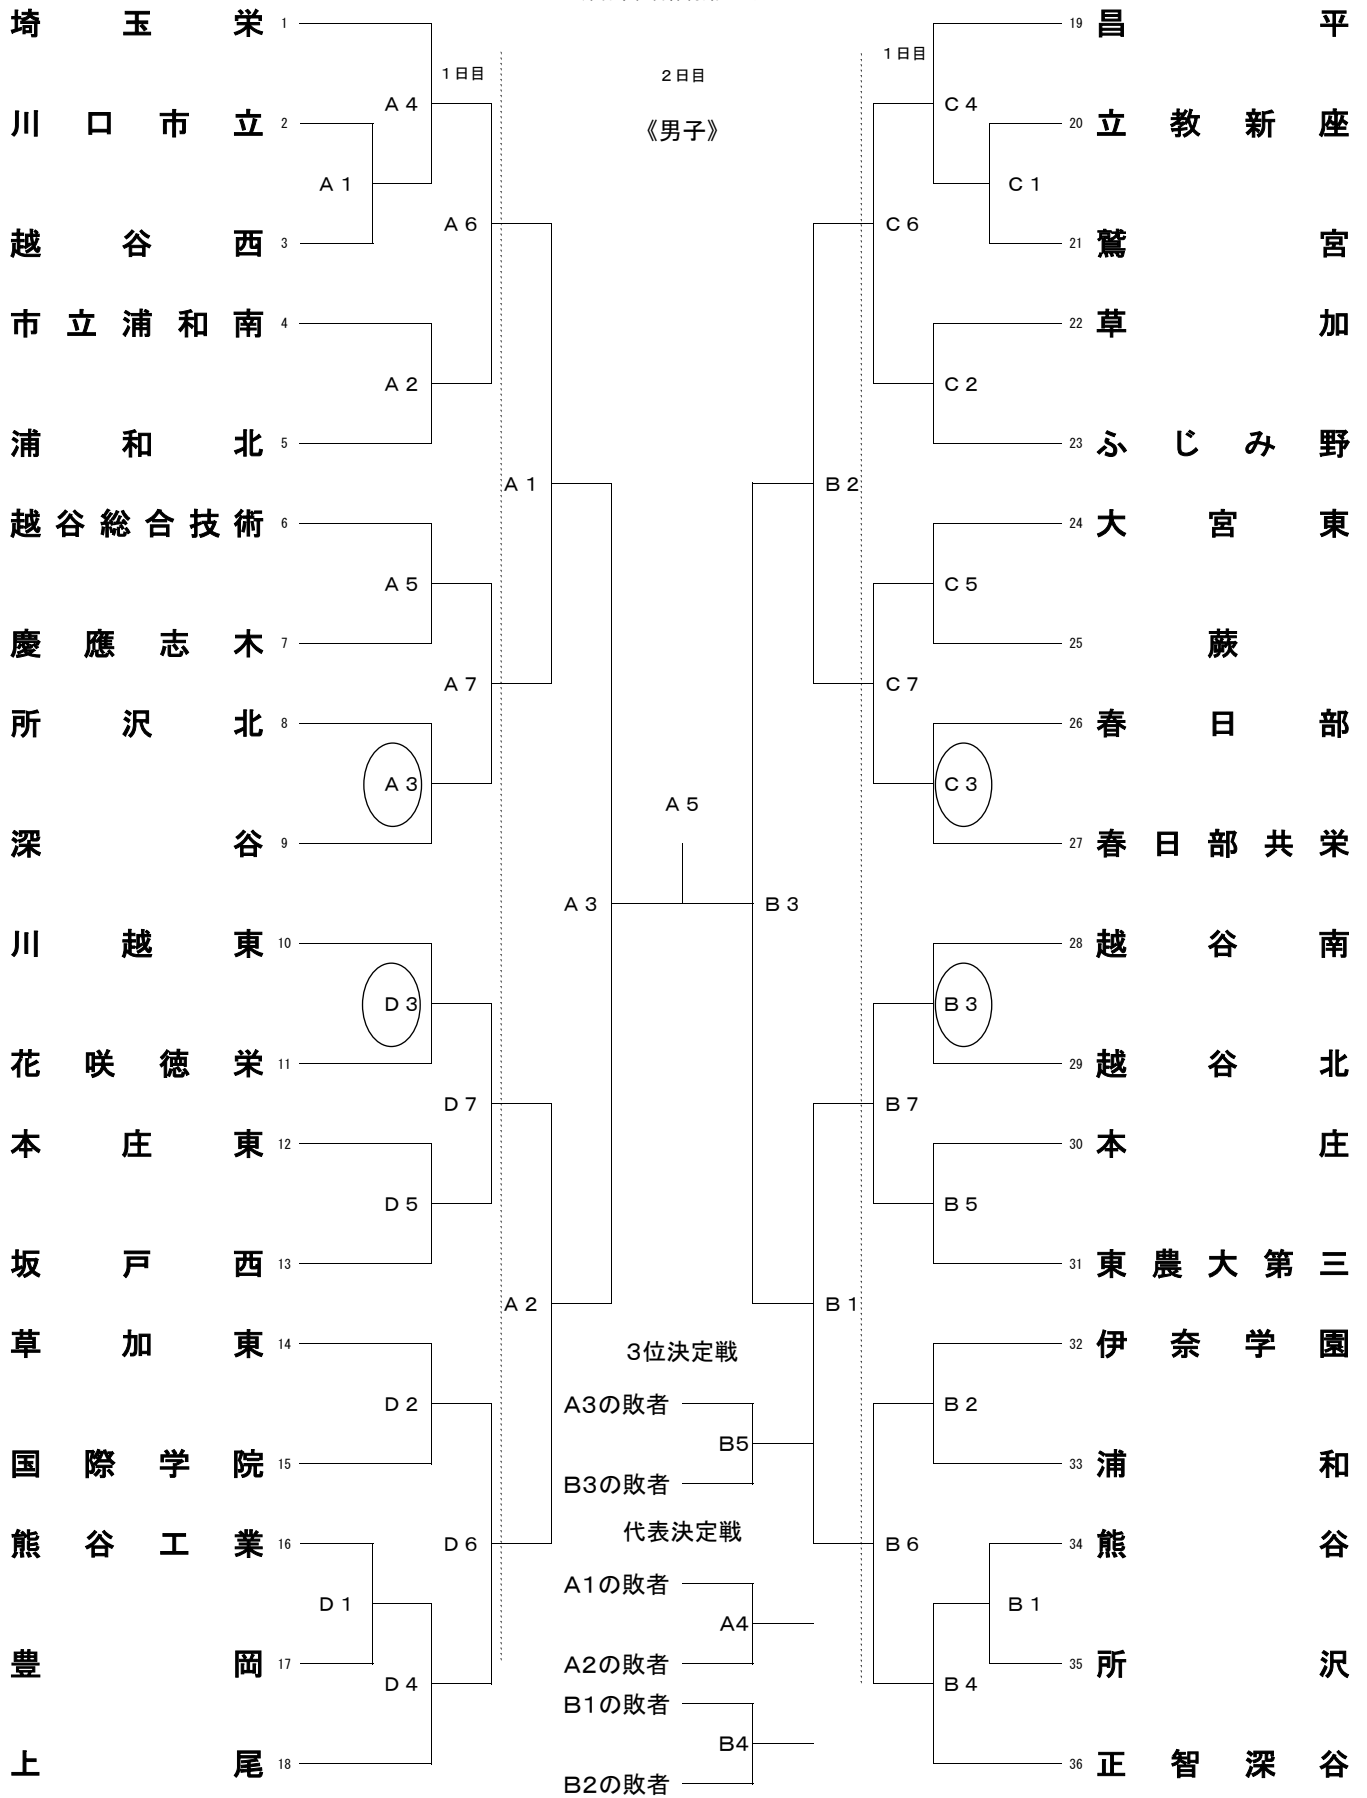 埼玉栄 1 19 昌平
1日目 2日目 1日目
A4 C4
川口市立 2 《男子》 20 立教新座
A1 C1
A6 C6
越谷西 3 21 鷲宮
市立浦和南 4 22 草加
A2 C2
浦和北 5 23 ふじみ野
A1 B2
越谷総合技術 6 24 大宮東
A5 C5
慶應志木 7 25 蕨
A7 C7
所沢北 8 26 春日部
A3 C3
A5
深谷 9 27 春日部共栄
A3 B3
川越東 10 28 越谷南
D3 B3
花咲徳栄 11 29 越谷北
D7 B7
本庄東 12 30 本庄
D5 B5
坂戸西 13 31 東農大第三
A2 B1
草加東 14 3位決定戦 32 伊奈学園
D2 A3の敗者 B2
B5
国際学院 15 B3の敗者 33 浦和
代表決定戦
熊谷工業 16 D6 B6 34 熊谷
A1の敗者
D1 A4 B1
豊岡 17 A2の敗者 35 所沢
D4 B1の敗者 B4
B4
上尾 18 B2の敗者 36 正智深谷